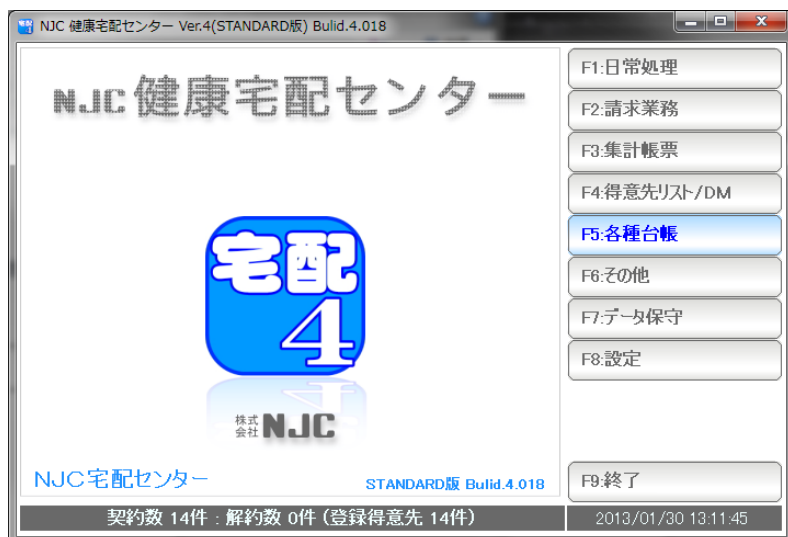 NJC 健康宅配センター Ver.4(STANDARD版) Bulid.4.018
NJC 健康宅配センター
宅配
4
株式会社 NJC
NJC宅配センター
STANDARD版 Bulid.4.018
契約数 14件 : 解約数 0件 (登録得意先 14件)
F1:日常処理
F2:請求業務
F3:集計帳票
F4:得意先リスト/DM
F5:各種台帳
F6:その他
F7:データ保守
F8:設定
F9:終了
2013/01/30 13:11:45